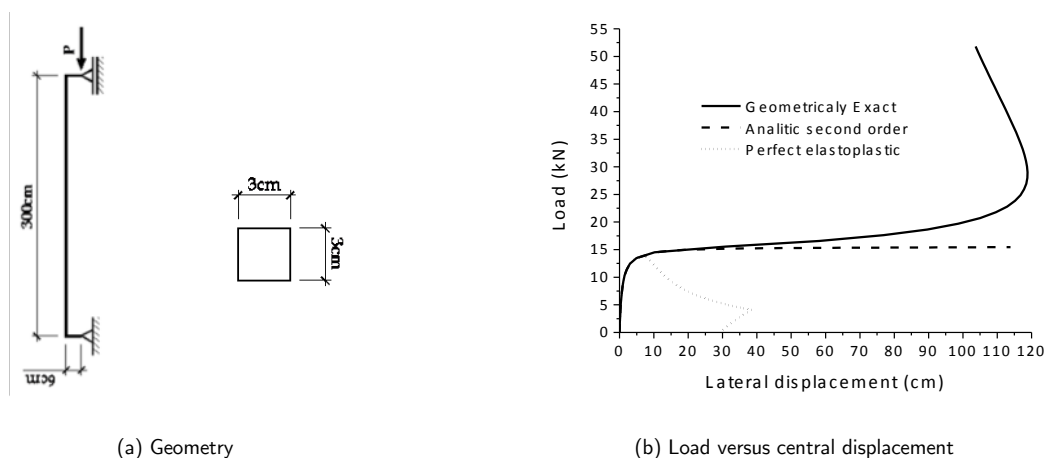 P
300cm
6cm
3cm
3cm
(a) Geometry
55
50
45
40
35
30
25
20
15
10
5
0
Load (kN)
Geometricaly Exact
Analitic second order
Perfect elastoplastic
0 10 20 30 40 50 60 70 80 90 100 110 120
Lateral displacement (cm)
(b) Load versus central displacement